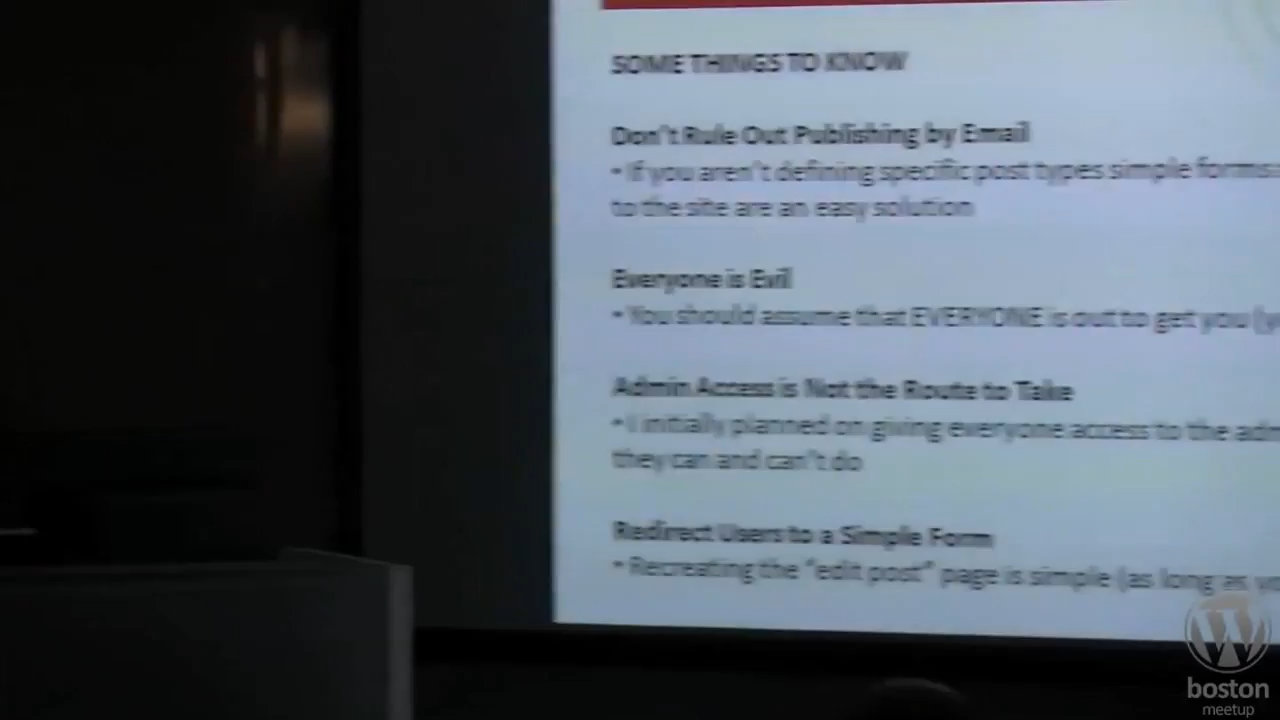 SOME THINGS TO KNOW
Don't Rule Out Publishing by Email
• If you aren't defining specific post types simple forms
to the site are an easy solution
Everyone is Evil
• You should assume that EVERYONE is out to get you
Admin Access is Not the Route to Take
• I initially planned on giving everyone access to the
they can and can't do
Redirect Users to a Simple Form
• Recreating the "edit post" page is simple (as long as
boston
meetup